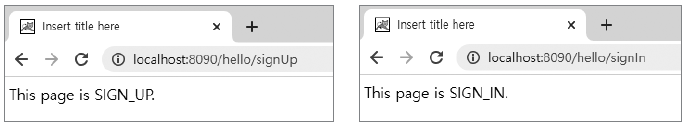 Insert title here
localhost:8090/hello/signUp
This page is SIGN_UP.
Insert title here
localhost:8090/hello/signIn
This page is SIGN_IN.